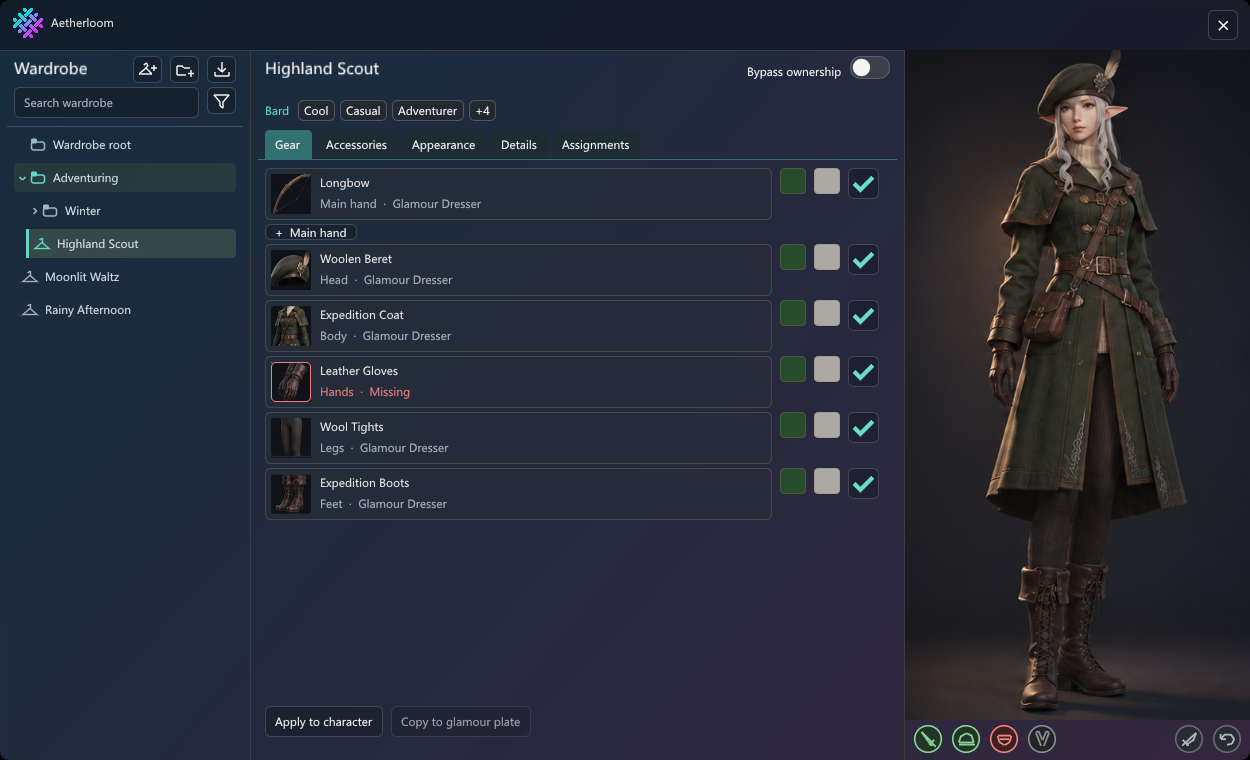 Aetherloom
Wardrobe
Search wardrobe
Wardrobe root
Adventuring
Winter
Highland Scout
Moonlit Waltz
Rainy Afternoon
Highland Scout
Bypass ownership
Bard Cool Casual Adventurer +4
Gear Accessories Appearance Details Assignments
Longbow
Main hand · Glamour Dresser
+ Main hand
Woolen Beret
Head · Glamour Dresser
Expedition Coat
Body · Glamour Dresser
Leather Gloves
Hands · Missing
Wool Tights
Legs · Glamour Dresser
Expedition Boots
Feet · Glamour Dresser
Apply to character Copy to glamour plate